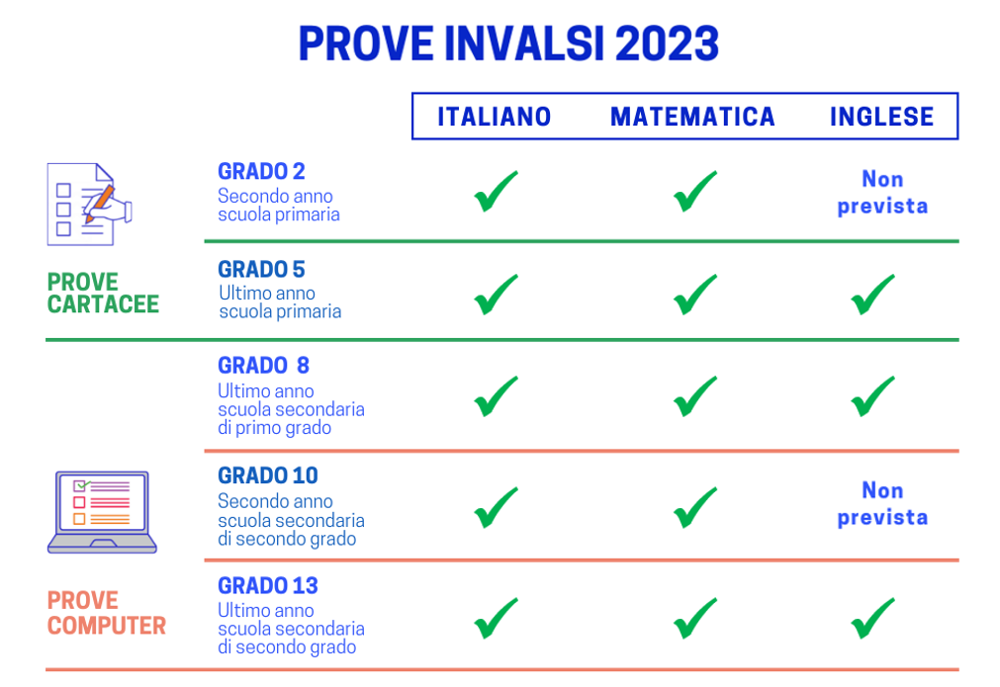 PROVE INVALSI 2023
ITALIANO MATEMATICA INGLESE
GRADO 2
Secondo anno
scuola primaria
Non
prevista
PROVE
CARTACEE
GRADO 5
Ultimo anno
scuola primaria
GRADO 8
Ultimo anno
scuola secondaria
di primo grado
GRADO 10
Secondo anno
scuola secondaria
di secondo grado
Non
prevista
PROVE
COMPUTER
GRADO 13
Ultimo anno
scuola secondaria
di secondo grado